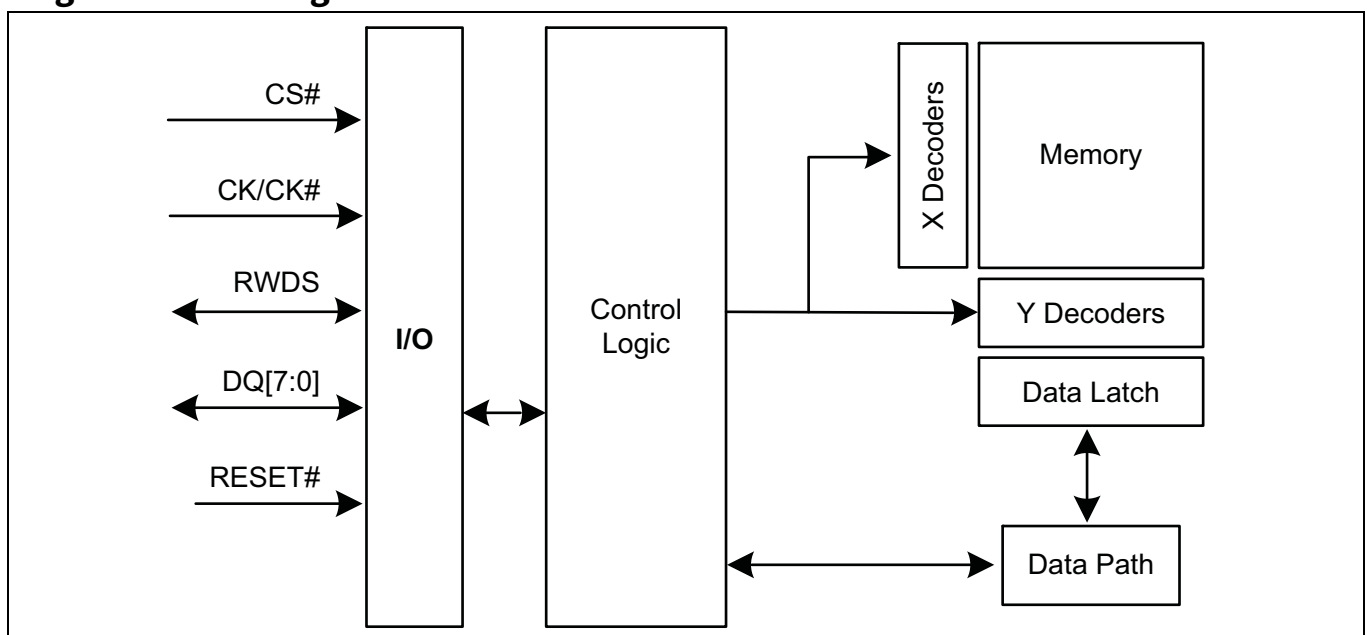 CS#
CK/CK#
RWDS
DQ[7:0]
RESET#
I/O
Control
Logic
X Decoders
Memory
Y Decoders
Data Latch
Data Path